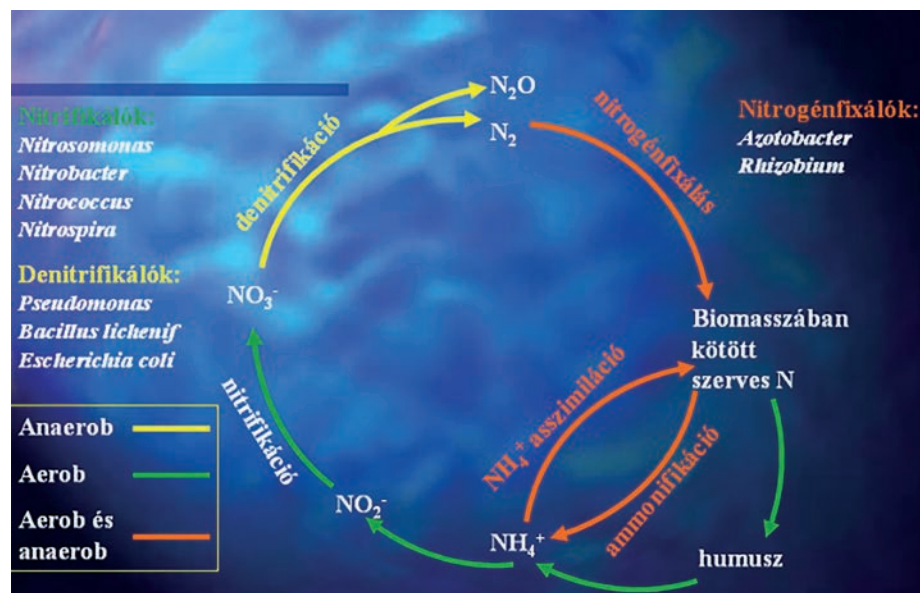 N₂O
N₂
denitrifikáció
nitrogénfixálás
Nitrifikálók:
Nitrosomonas
Nitrobacter
Nitrococcus
Nitrospira
Denitrifikálók:
Pseudomonas
Bacillus lichenif
Escherichia coli
Nitrogénfixálók:
Azotobacter
Rhizobium
NO₃⁻
Biomasszában
kötött
szerves N
nitrifikáció
NH₄⁺ asszimiláció
ammonifikáció
NO₂⁻
NH₄⁺
humusz
Anaerob
Aerob
Aerob és
anaerob